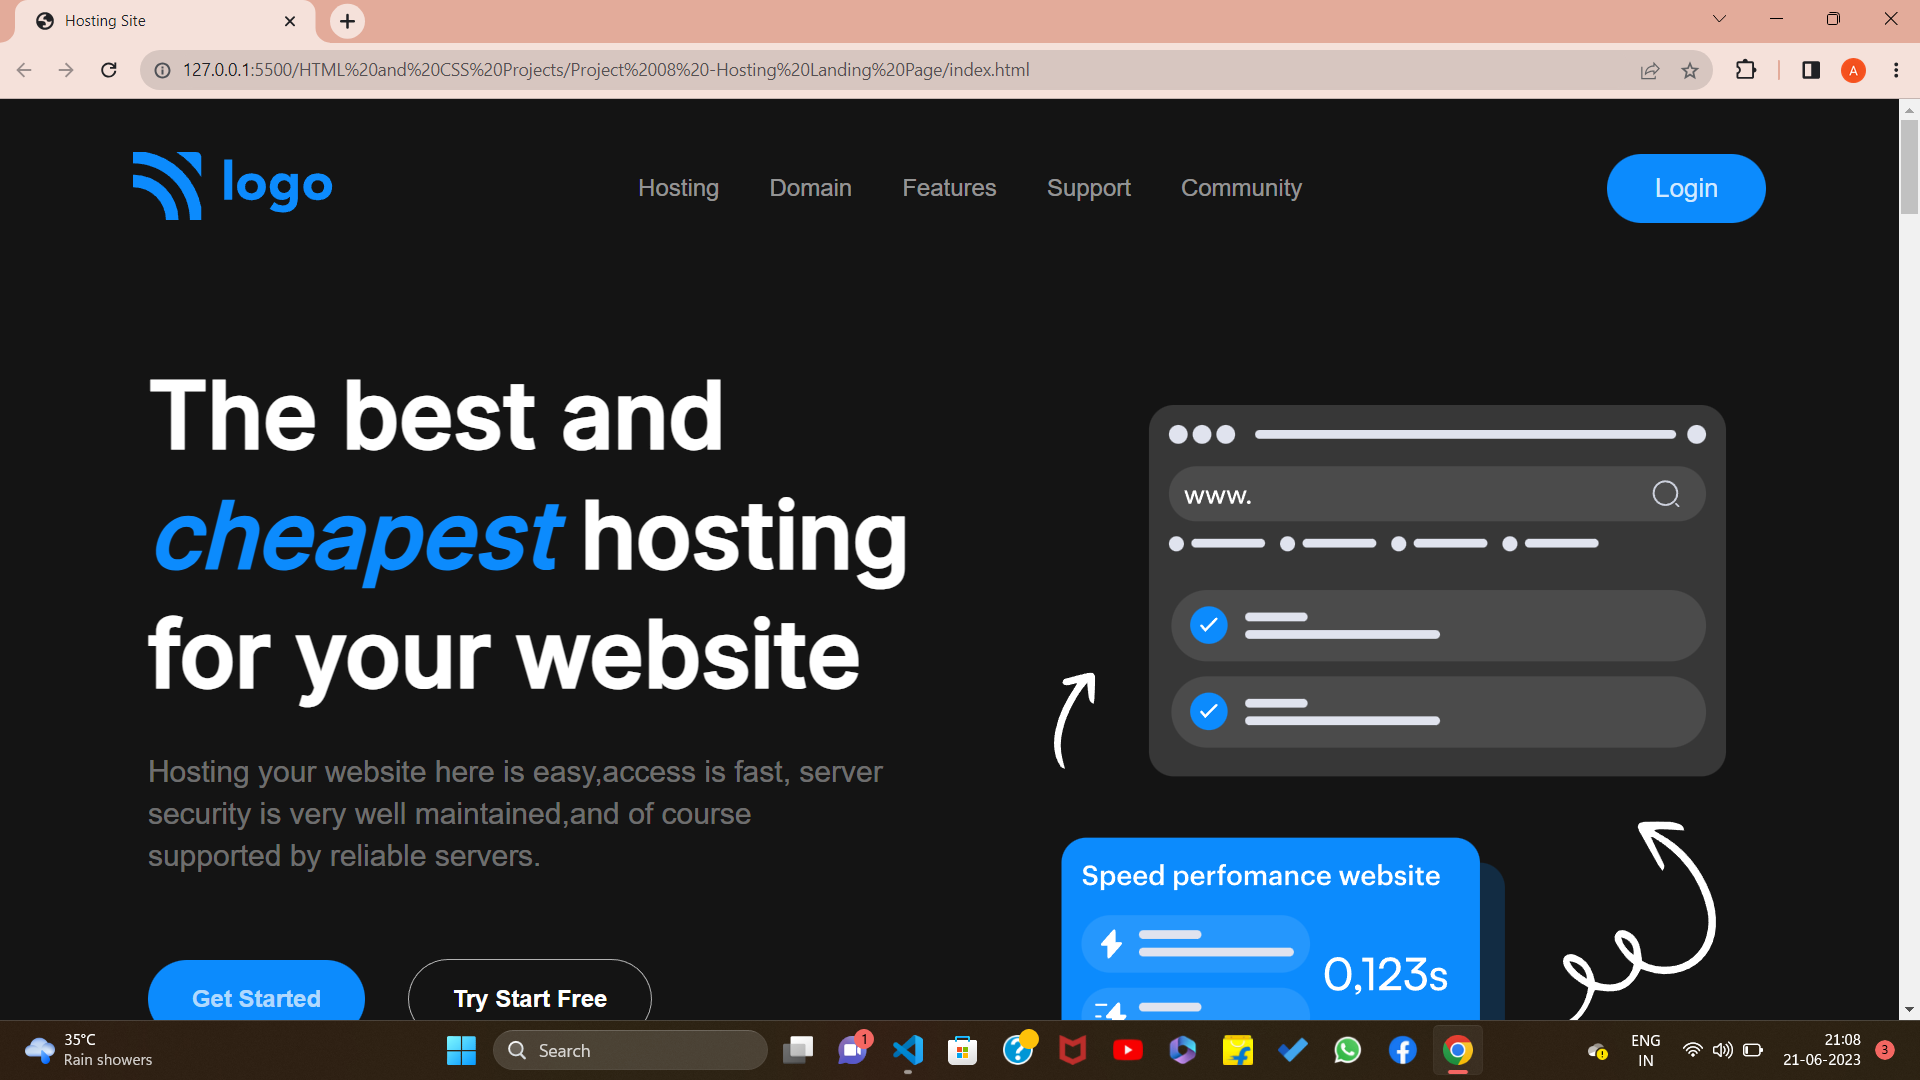 Hosting Site
127.0.0.1:5500/HTML%20and%20CSS%20Projects/Project%2008%20-Hosting%20Landing%20Page/index.html
A
logo
Hosting
Domain
Features
Support
Community
Login
The best and
cheapest hosting
for your website
Hosting your website here is easy,access is fast, server
security is very well maintained,and of course
supported by reliable servers.
Get Started
Try Start Free
www.
Speed perfomance website
0,123s
35°C
Rain showers
Search
1
ENG
IN
21:08
21-06-2023
3